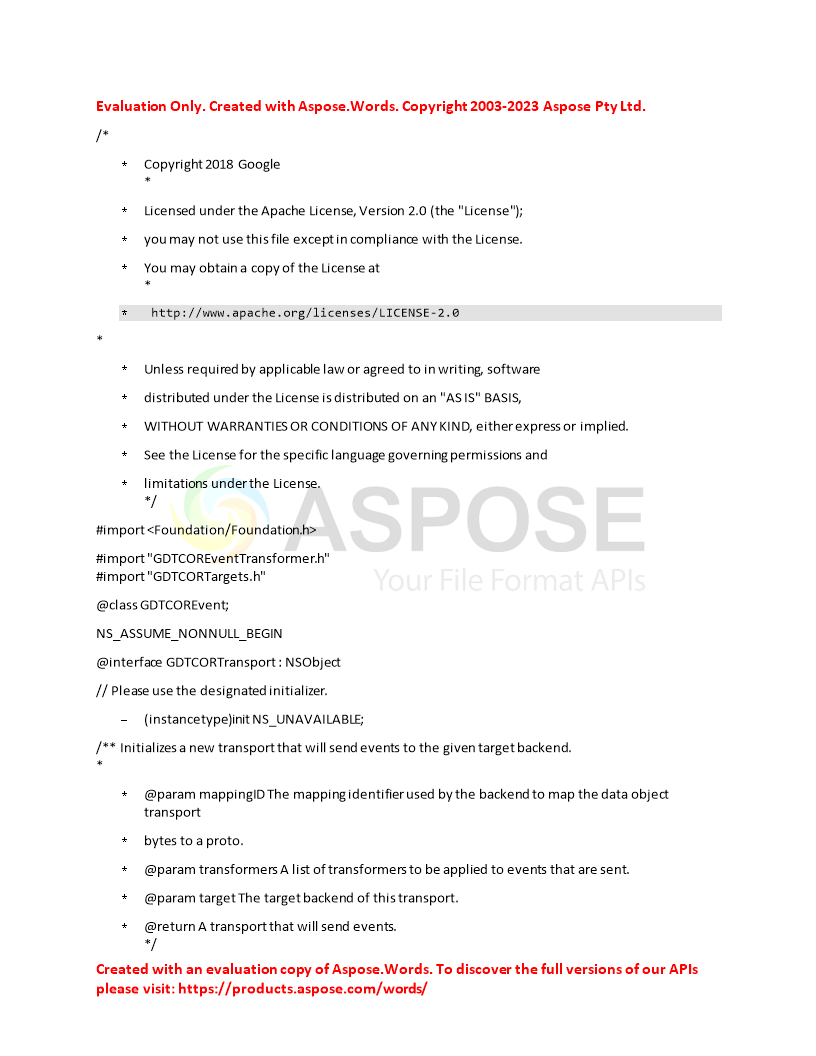 Evaluation Only. Created with Aspose.Words. Copyright 2003-2023 Aspose Pty Ltd.
/*
* Copyright 2018 Google
*
* Licensed under the Apache License, Version 2.0 (the "License");
* you may not use this file except in compliance with the License.
* You may obtain a copy of the License at
*
* http://www.apache.org/licenses/LICENSE-2.0
*
* Unless required by applicable law or agreed to in writing, software
* distributed under the License is distributed on an "AS IS" BASIS,
* WITHOUT WARRANTIES OR CONDITIONS OF ANY KIND, either express or implied.
* See the License for the specific language governing permissions and
* limitations under the License.
*/
ASPOSE
Your File Format APIs
#import <Foundation/Foundation.h>
#import "GDTCOREventTransformer.h"
#import "GDTCORTargets.h"
@class GDTCOREvent;
NS_ASSUME_NONNULL_BEGIN
@interface GDTCORTransport : NSObject
// Please use the designated initializer.
– (instancetype)init NS_UNAVAILABLE;
/** Initializes a new transport that will send events to the given target backend.
*
* @param mappingID The mapping identifier used by the backend to map the data object
transport
* bytes to a proto.
* @param transformers A list of transformers to be applied to events that are sent.
* @param target The target backend of this transport.
* @return A transport that will send events.
*/
Created with an evaluation copy of Aspose.Words. To discover the full versions of our APIs
please visit: https://products.aspose.com/words/